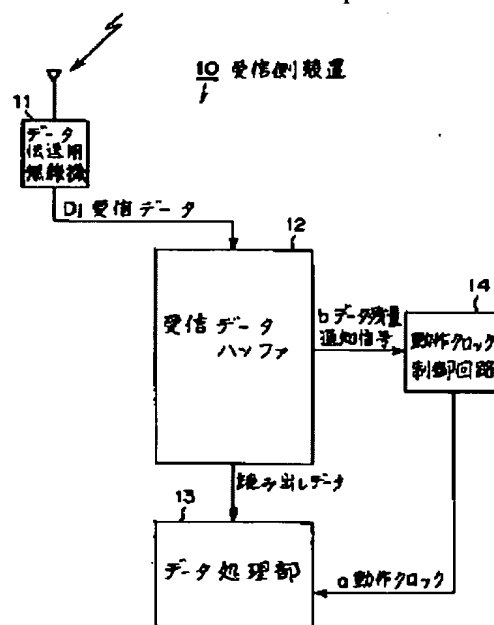 10 受信側装置
11
データ
伝送用
無線機
D1 受信データ
12
受信データ
バッファ
b データ残量
通知信号
14
動作クロック
制御回路
読み出しデータ
13
データ処理部
a 動作クロック